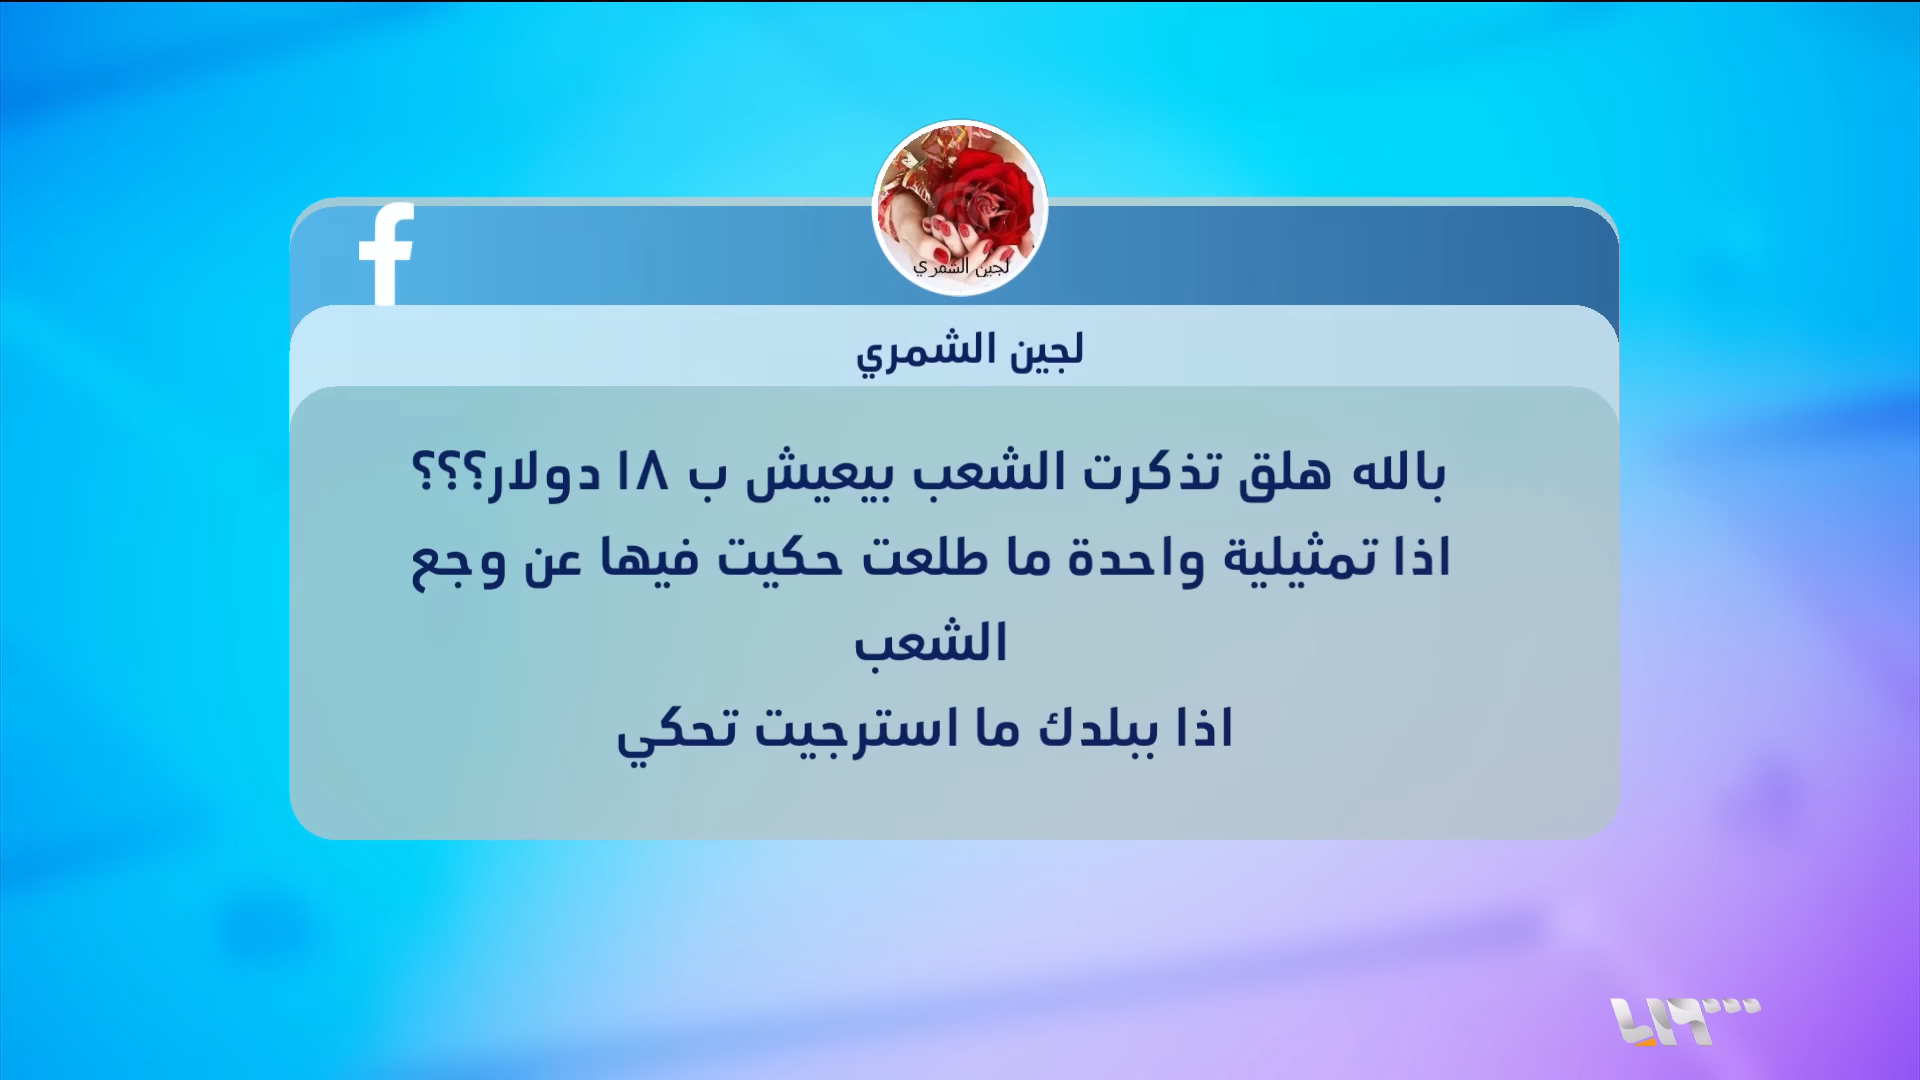 لجين الشمري
لجين الشمري
بالله هلق تذكرت الشعب بيعيش ب ١٨ دولار؟؟؟
اذا تمثيلية واحدة ما طلعت حكيت فيها عن وجع
الشعب
اذا ببلدك ما استرجيت تحكي